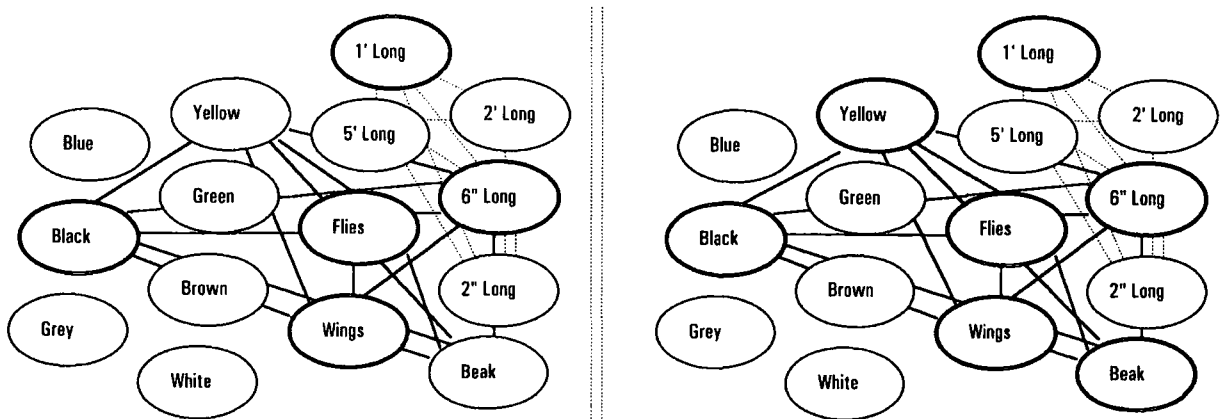 1' Long
Yellow
2' Long
5' Long
Blue
Green
6" Long
Flies
Black
Brown
2" Long
Grey
Wings
Beak
White
1' Long
Yellow
2' Long
5' Long
Blue
Green
6" Long
Flies
Black
Brown
2" Long
Grey
Wings
Beak
White